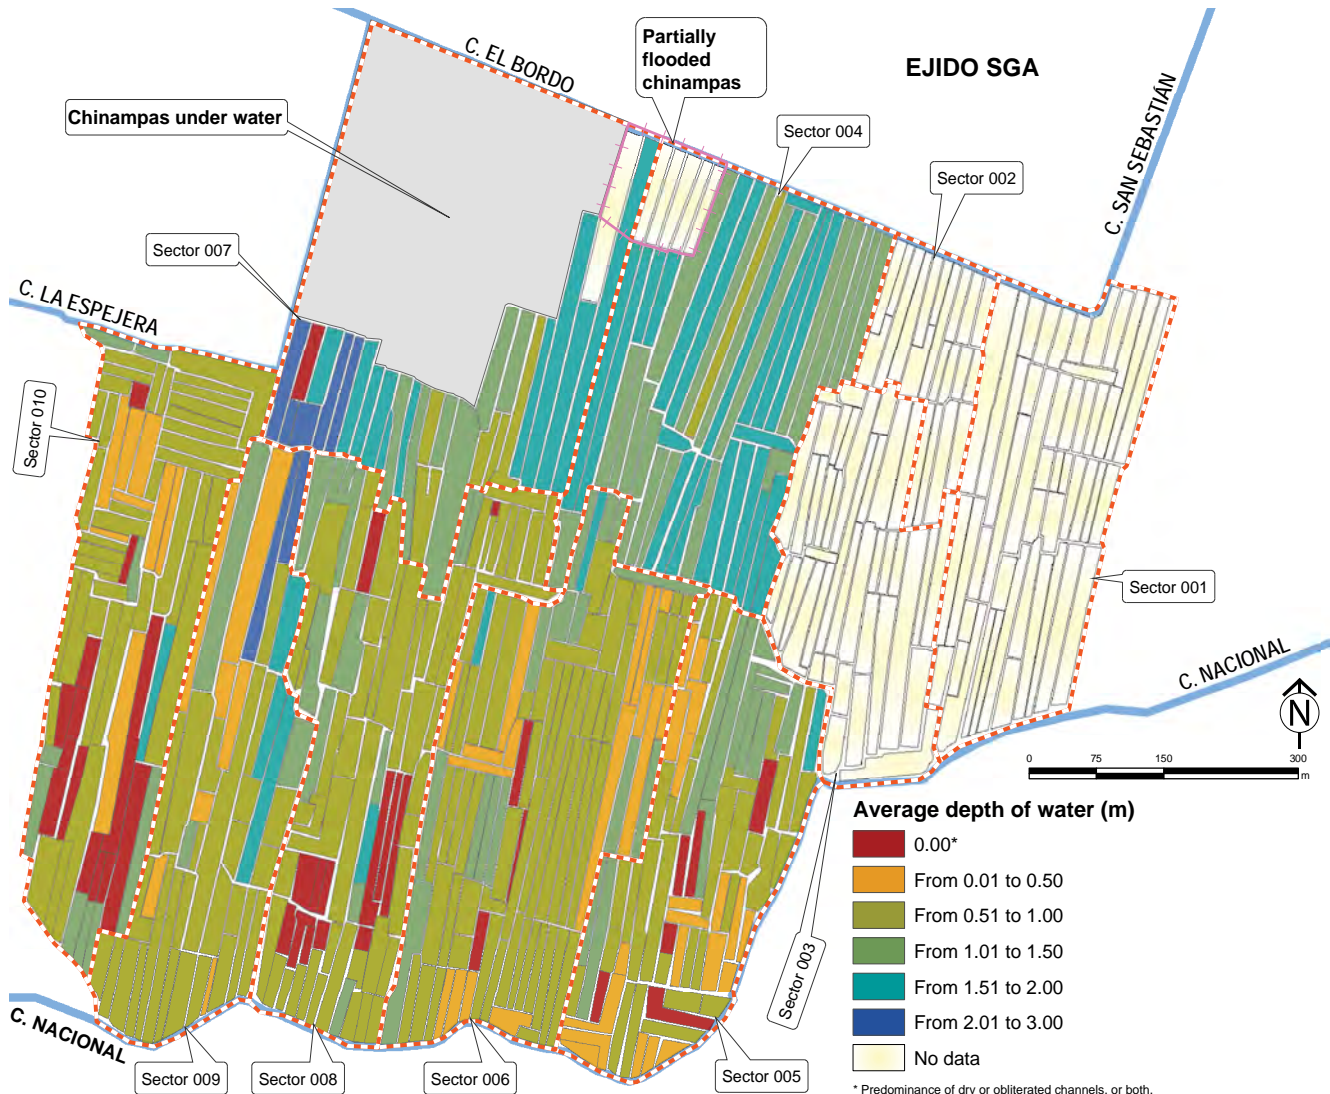 C. EL BORDO
Partially
flooded
chinampas
EJIDO SGA
C. SAN SEBASTIÁN
Chinampas under water
Sector 004
Sector 002
Sector 007
C. LA ESPEJERA
Sector 010
Sector 001
C. NACIONAL
N
0 75 150 300
m
Average depth of water (m)
0.00*
From 0.01 to 0.50
From 0.51 to 1.00
From 1.01 to 1.50
From 1.51 to 2.00
From 2.01 to 3.00
No data
* Predominance of dry or obliterated channels, or both.
Sector 003
C. NACIONAL
Sector 009
Sector 008
Sector 006
Sector 005